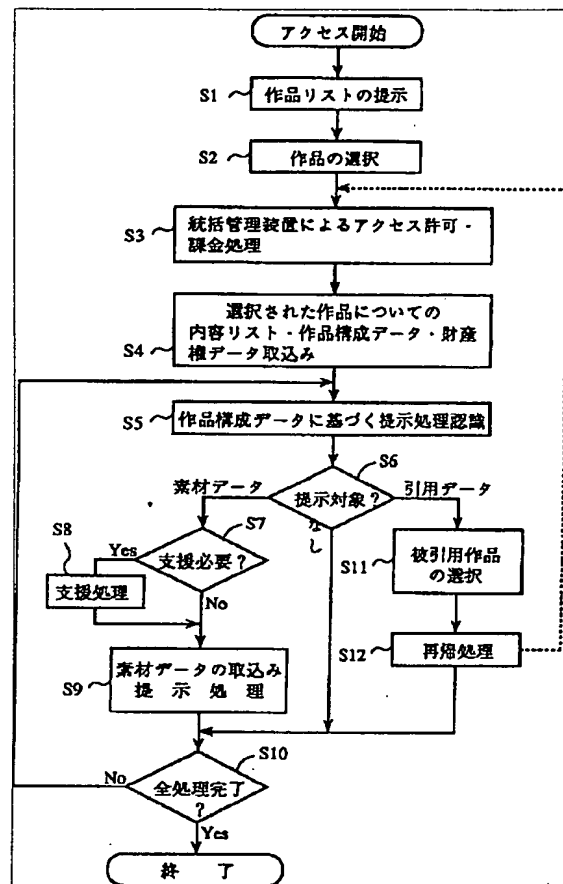 アクセス開始
S1
作品リストの提示
S2
作品の選択
S3
統括管理装置によるアクセス許可・
課金処理
S4
選択された作品についての
内容リスト・作品構成データ・財産
権データ取込み
S5
作品構成データに基づく提示処理認識
S6
提示対象?
素材データ
なし
引用データ
S7
支援必要?
Yes
No
S8
支援処理
S11
被引用作品
の選択
S12
再帰処理
S9
素材データの取込み
提示処理
S10
全処理完了
?
No
Yes
終了